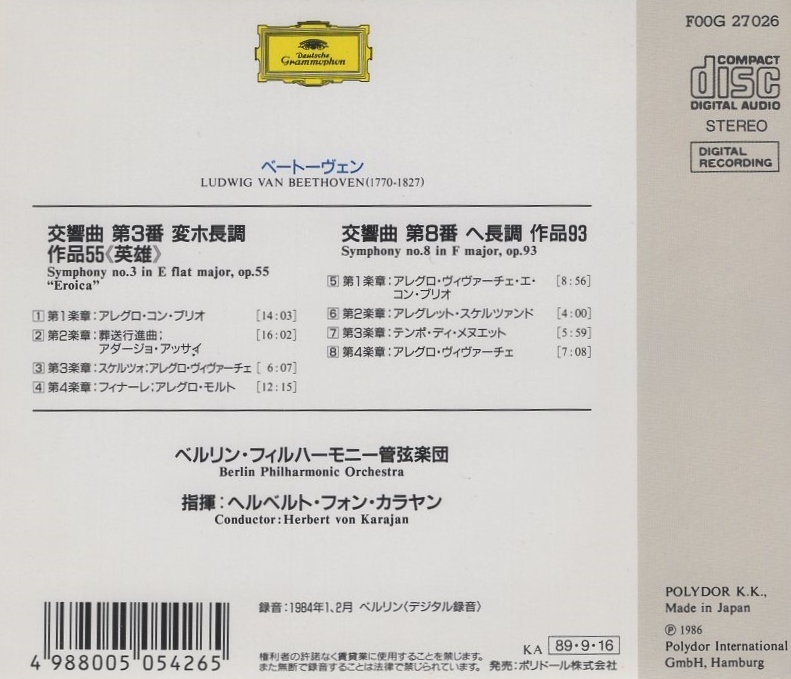 F00G 27026
Deutsche
Grammophon
COMPACT
disc
DIGITAL AUDIO
STEREO
DIGITAL
RECORDING
ベートーヴェン
LUDWIG VAN BEETHOVEN(1770-1827)
交響曲 第3番 変ホ長調
作品55《英雄》
Symphony no.3 in E flat major, op.55
“Eroica”
1 第1楽章:アレグロ・コン・ブリオ [14:03]
2 第2楽章:葬送行進曲; [16:02]
アダージョ・アッサイ
3 第3楽章:スケルツォ;アレグロ・ヴィヴァーチェ [ 6:07]
4 第4楽章:フィナーレ;アレグロ・モルト [12:15]
交響曲 第8番 ヘ長調 作品93
Symphony no.8 in F major, op.93
5 第1楽章:アレグロ・ヴィヴァーチェ・エ・ [8:56]
コン・ブリオ
6 第2楽章:アレグレット・スケルツァンド [4:00]
7 第3楽章:テンポ・ディ・メヌエット [5:59]
8 第4楽章:アレグロ・ヴィヴァーチェ [7:08]
ベルリン・フィルハーモニー管弦楽団
Berlin Philharmonic Orchestra
指揮:ヘルベルト・フォン・カラヤン
Conductor:Herbert von Karajan
録音:1984年1、2月 ベルリン〈デジタル録音〉
4 988005 054265
権利者の許諾なく賃貸業に使用することを禁じます。
また無断で録音することは法律で禁じられています。
KA 89・9・16
発売:ポリドール株式会社
POLYDOR K.K.,
Made in Japan
℗ 1986
Polydor International
GmbH, Hamburg